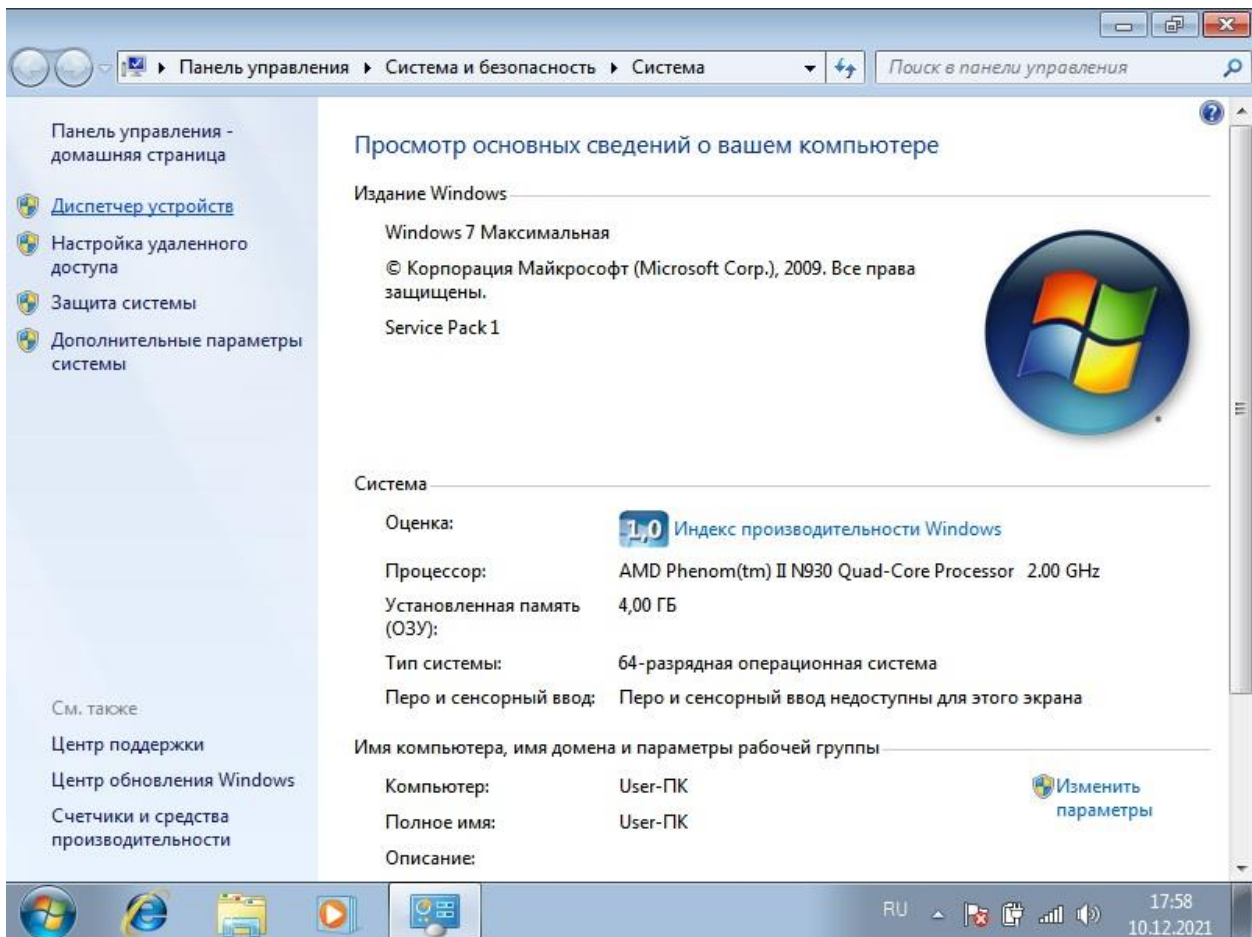 Панель управления ▸ Система и безопасность ▸ Система
Поиск в панели управления
Панель управления -
домашняя страница
Диспетчер устройств
Настройка удаленного
доступа
Защита системы
Дополнительные параметры
системы
См. также
Центр поддержки
Центр обновления Windows
Счетчики и средства
производительности
Просмотр основных сведений о вашем компьютере
Издание Windows
Windows 7 Максимальная
© Корпорация Майкрософт (Microsoft Corp.), 2009. Все права
защищены.
Service Pack 1
Система
Оценка:
1,0 Индекс производительности Windows
Процессор: AMD Phenom(tm) II N930 Quad-Core Processor 2.00 GHz
Установленная память 4,00 ГБ
(ОЗУ):
Тип системы: 64-разрядная операционная система
Перо и сенсорный ввод: Перо и сенсорный ввод недоступны для этого экрана
Имя компьютера, имя домена и параметры рабочей группы
Компьютер: User-ПК
Изменить
параметры
Полное имя: User-ПК
Описание:
RU
17:58
10.12.2021